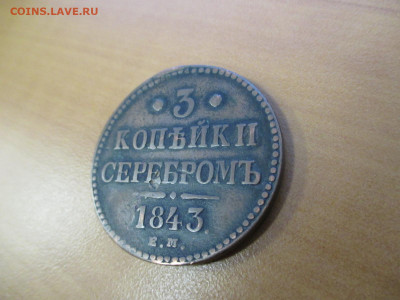 COINS.LAVE.RU
3
КОПѢЙКИ
СЕРЕБРОМЪ
1843.
Е.М.